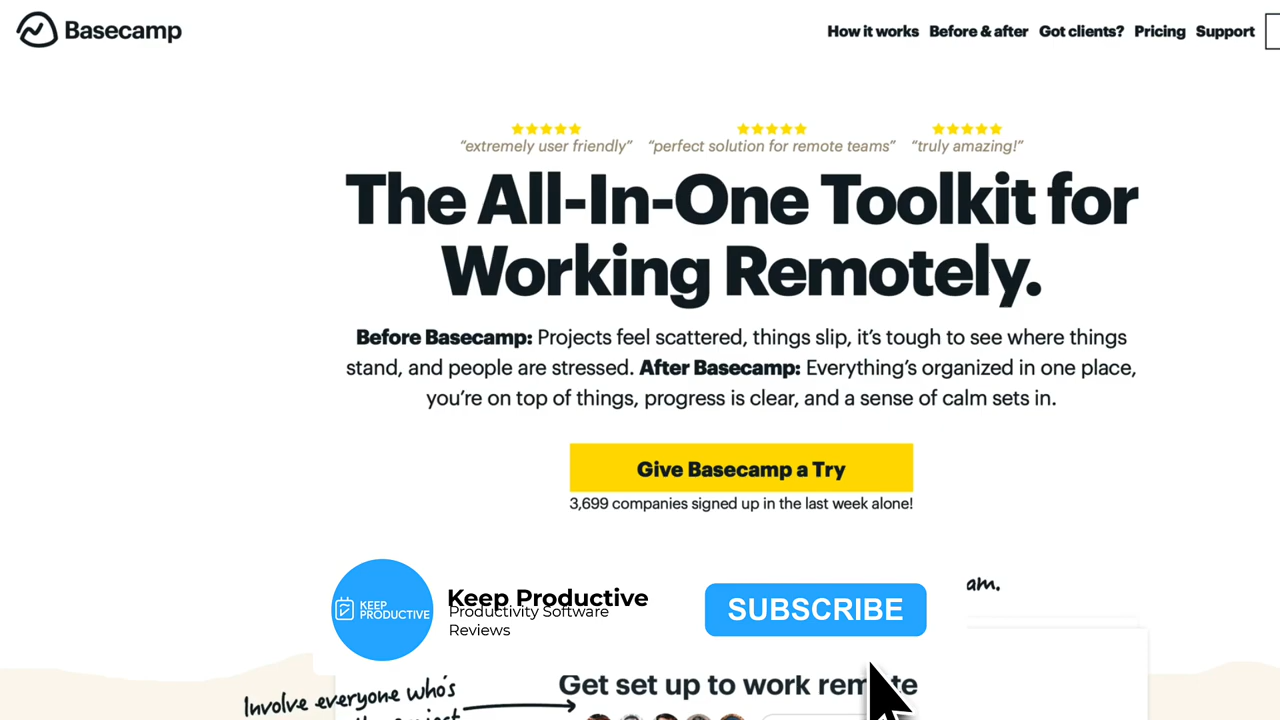 Basecamp
How it works Before & after Got clients? Pricing Support
“extremely user friendly” “perfect solution for remote teams” “truly amazing!”
The All-In-One Toolkit for
Working Remotely.
Before Basecamp: Projects feel scattered, things slip, it’s tough to see where things
stand, and people are stressed. After Basecamp: Everything’s organized in one place,
you’re on top of things, progress is clear, and a sense of calm sets in.
Give Basecamp a Try
3,699 companies signed up in the last week alone!
am.
KEEP
PRODUCTIVE
Keep Productive
Productivity Software
Reviews
SUBSCRIBE
Get set up to work remote
Involve everyone who's